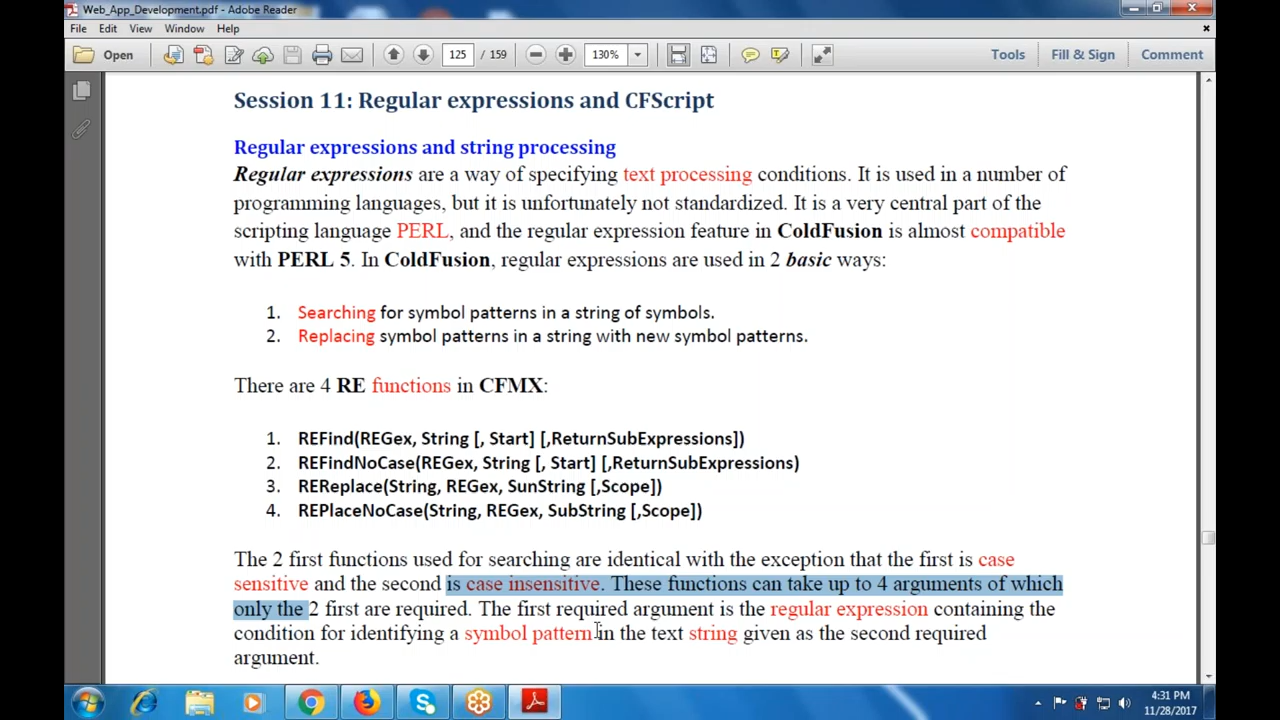 Web_App_Development.pdf - Adobe Reader
File Edit View Window Help
Open 125 / 159 130% Tools Fill & Sign Comment
Session 11: Regular expressions and CFScript
Regular expressions and string processing
Regular expressions are a way of specifying text processing conditions. It is used in a number of
programming languages, but it is unfortunately not standardized. It is a very central part of the
scripting language PERL, and the regular expression feature in ColdFusion is almost compatible
with PERL 5. In ColdFusion, regular expressions are used in 2 basic ways:
1. Searching for symbol patterns in a string of symbols.
2. Replacing symbol patterns in a string with new symbol patterns.
There are 4 RE functions in CFMX:
1. REFind(REGex, String [, Start] [,ReturnSubExpressions])
2. REFindNoCase(REGex, String [, Start] [,ReturnSubExpressions)
3. REReplace(String, REGex, SunString [,Scope])
4. REPlaceNoCase(String, REGex, SubString [,Scope])
The 2 first functions used for searching are identical with the exception that the first is case
sensitive and the second is case insensitive. These functions can take up to 4 arguments of which
only the 2 first are required. The first required argument is the regular expression containing the
condition for identifying a symbol pattern in the text string given as the second required
argument.
4:31 PM
11/28/2017